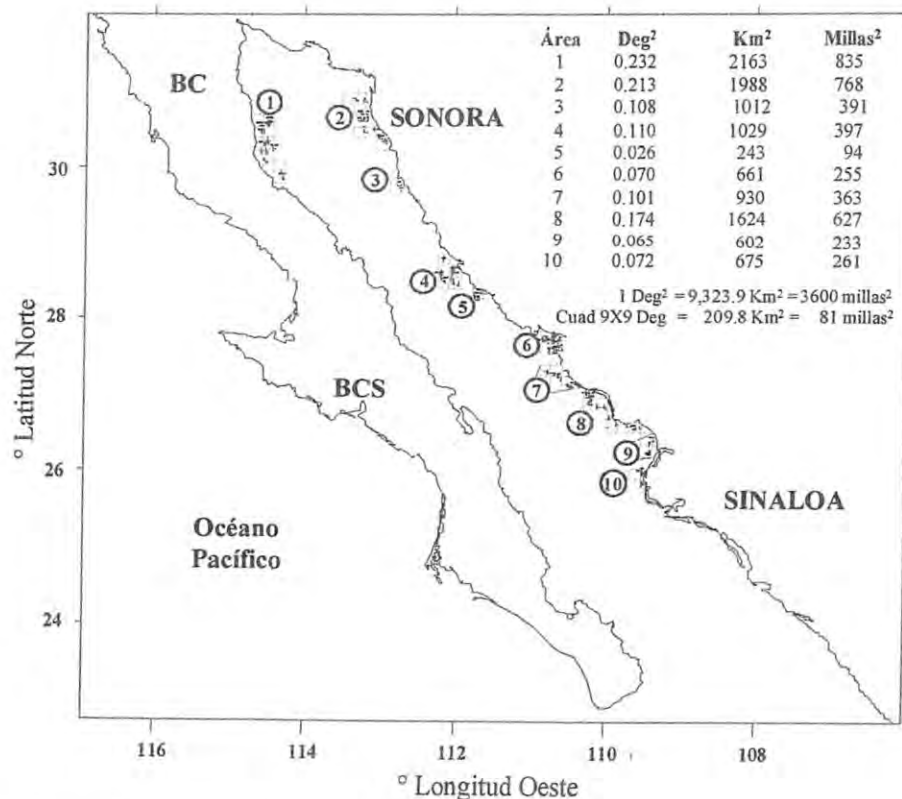 Área Deg² Km² Millas²
1 0.232 2163 835
2 0.213 1988 768
3 0.108 1012 391
4 0.110 1029 397
5 0.026 243 94
6 0.070 661 255
7 0.101 930 363
8 0.174 1624 627
9 0.065 602 233
10 0.072 675 261
1 Deg² = 9,323.9 Km² = 3600 millas²
Cuad 9X9 Deg = 209.8 Km² = 81 millas²
BC
1
2
SONORA
3
4
5
6
BCS
7
8
9
10
SINALOA
Océano
Pacífico
° Latitud Norte
30
28
26
24
116 114 112 110 108
° Longitud Oeste